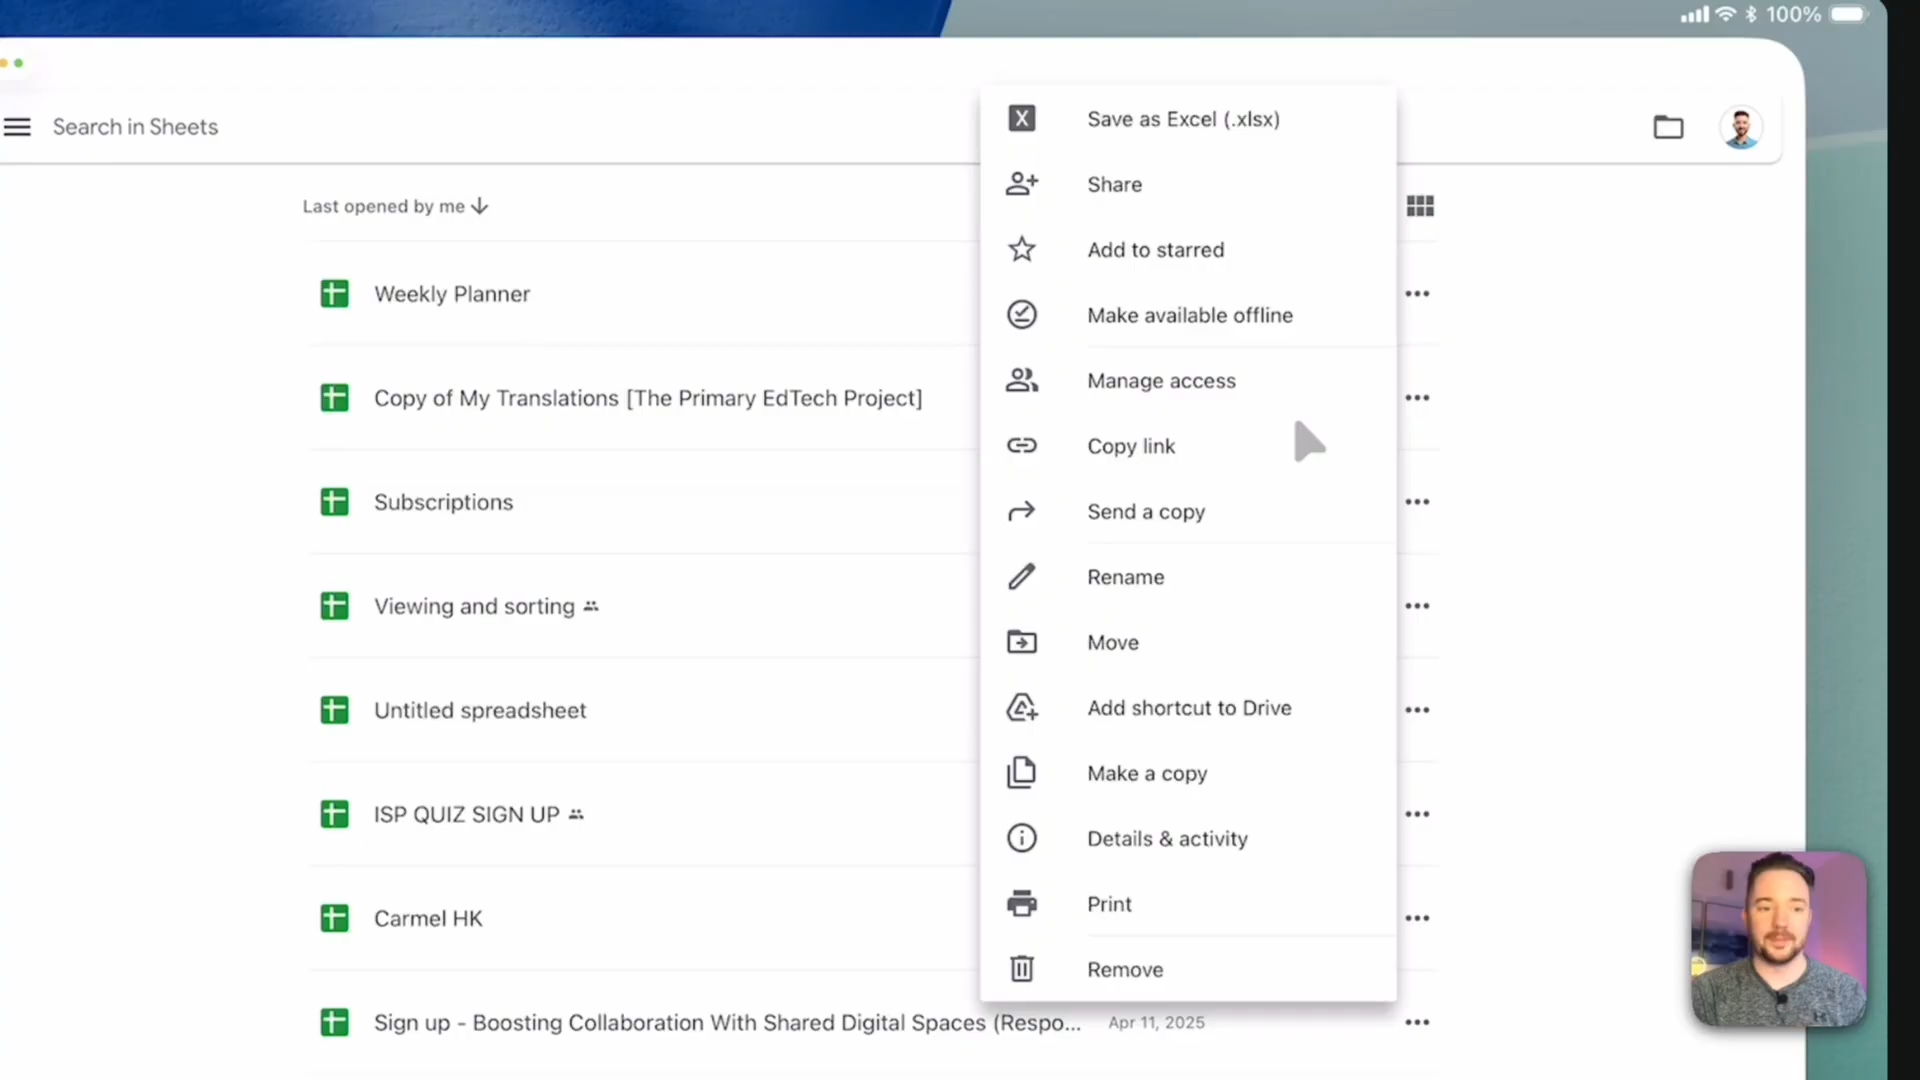 100%
Search in Sheets
Last opened by me
Weekly Planner
Copy of My Translations [The Primary EdTech Project]
Subscriptions
Viewing and sorting
Untitled spreadsheet
ISP QUIZ SIGN UP
Carmel HK
Sign up - Boosting Collaboration With Shared Digital Spaces (Respo... Apr 11, 2025
X Save as Excel (.xlsx)
Share
Add to starred
Make available offline
Manage access
Copy link
Send a copy
Rename
Move
Add shortcut to Drive
Make a copy
Details & activity
Print
Remove